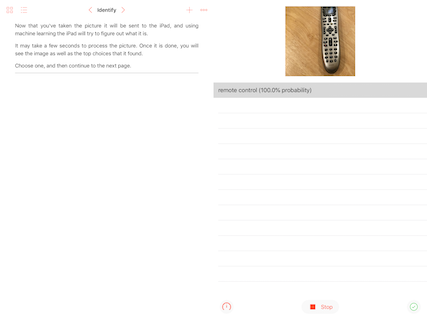 Identify
Now that you've taken the picture it will be sent to the iPad, and using
machine learning the iPad will try to figure out what it is.
It may take a few seconds to process the picture. Once it is done, you will
see the image as well as the top choices that it found.
Choose one, and then continue to the next page.
remote control (100.0% probability)
Stop